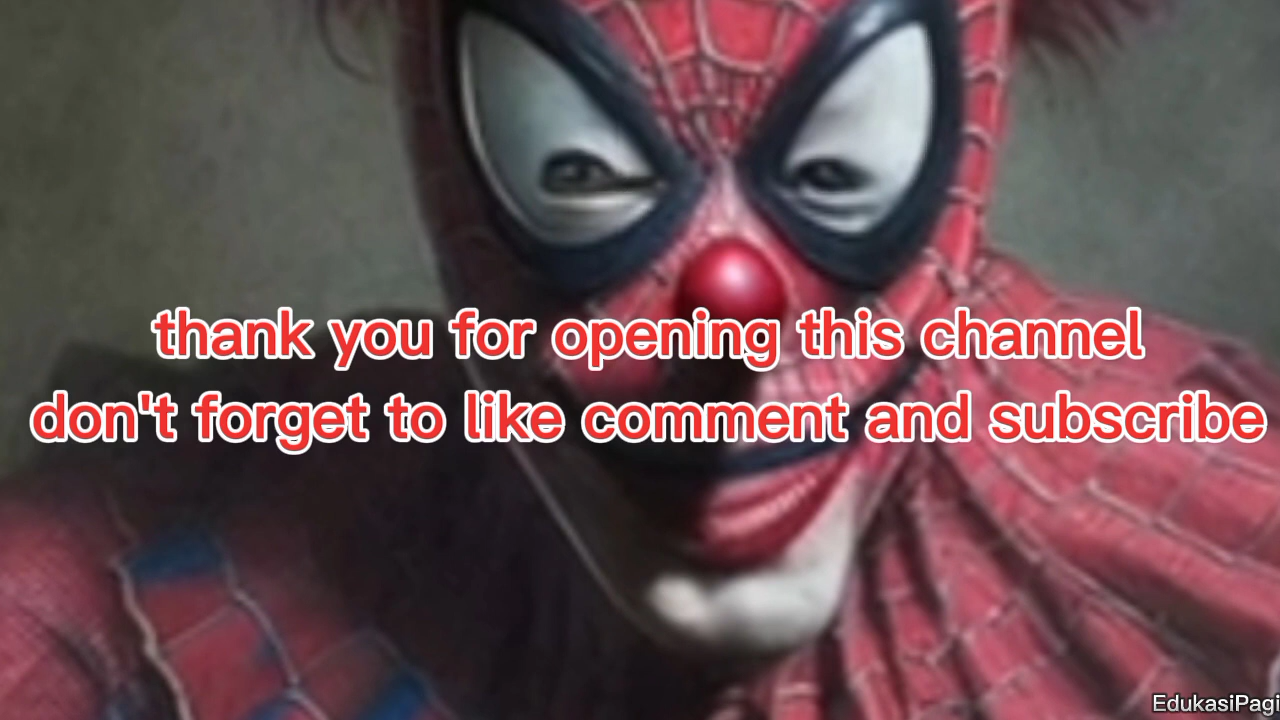 thank you for opening this channel
don't forget to like comment and subscribe
EdukasiPagi